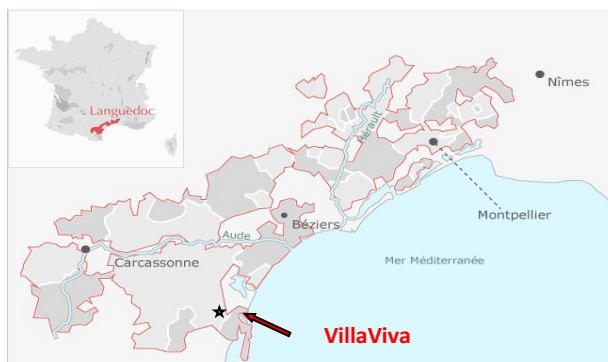 Languedoc
Nîmes
Hérault
Montpellier
Béziers
Aude
Carcassonne
Mer Méditerranée
VillaViva